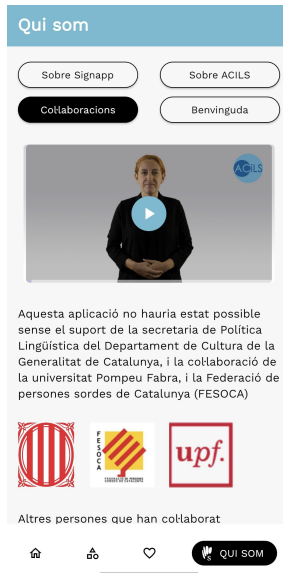 Qui som
Sobre Signapp
Sobre ACILS
Col·laboracions
Benvinguda
ACILS
Aquesta aplicació no hauria estat possible
sense el suport de la secretaria de Política
Lingüística del Departament de Cultura de la
Generalitat de Catalunya, i la col·laboració de
la universitat Pompeu Fabra, i la Federació de
persones sordes de Catalunya (FESOCA)
FESOCA
upf.
Altres persones que han col·laborat
QUI SOM